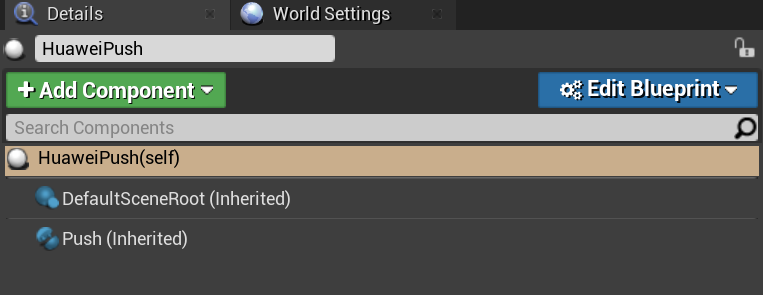 Details World Settings
HuaweiPush
+ Add Component Edit Blueprint
Search Components
HuaweiPush(self)
DefaultSceneRoot (Inherited)
Push (Inherited)